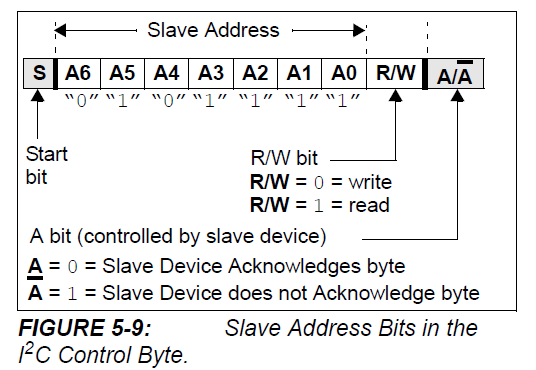 Slave Address
S A6 A5 A4 A3 A2 A1 A0 R/W A/A̅
“0” “1” “0” “1” “1” “1” “1”
Start
bit
R/W bit
R/W = 0 = write
R/W = 1 = read
A bit (controlled by slave device)
A = 0 = Slave Device Acknowledges byte
A̅ = 1 = Slave Device does not Acknowledge byte
FIGURE 5-9: Slave Address Bits in the
I²C Control Byte.